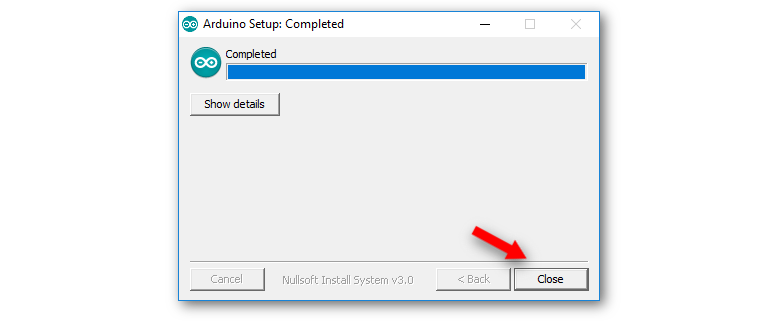 Arduino Setup: Completed
Completed
Show details
Cancel
Nullsoft Install System v3.0
< Back
Close